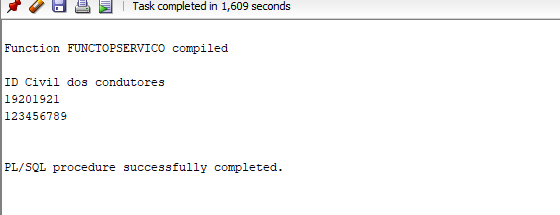 Task completed in 1,609 seconds
Function FUNCTOPSERVICO compiled
ID Civil dos condutores
19201921
123456789
PL/SQL procedure successfully completed.